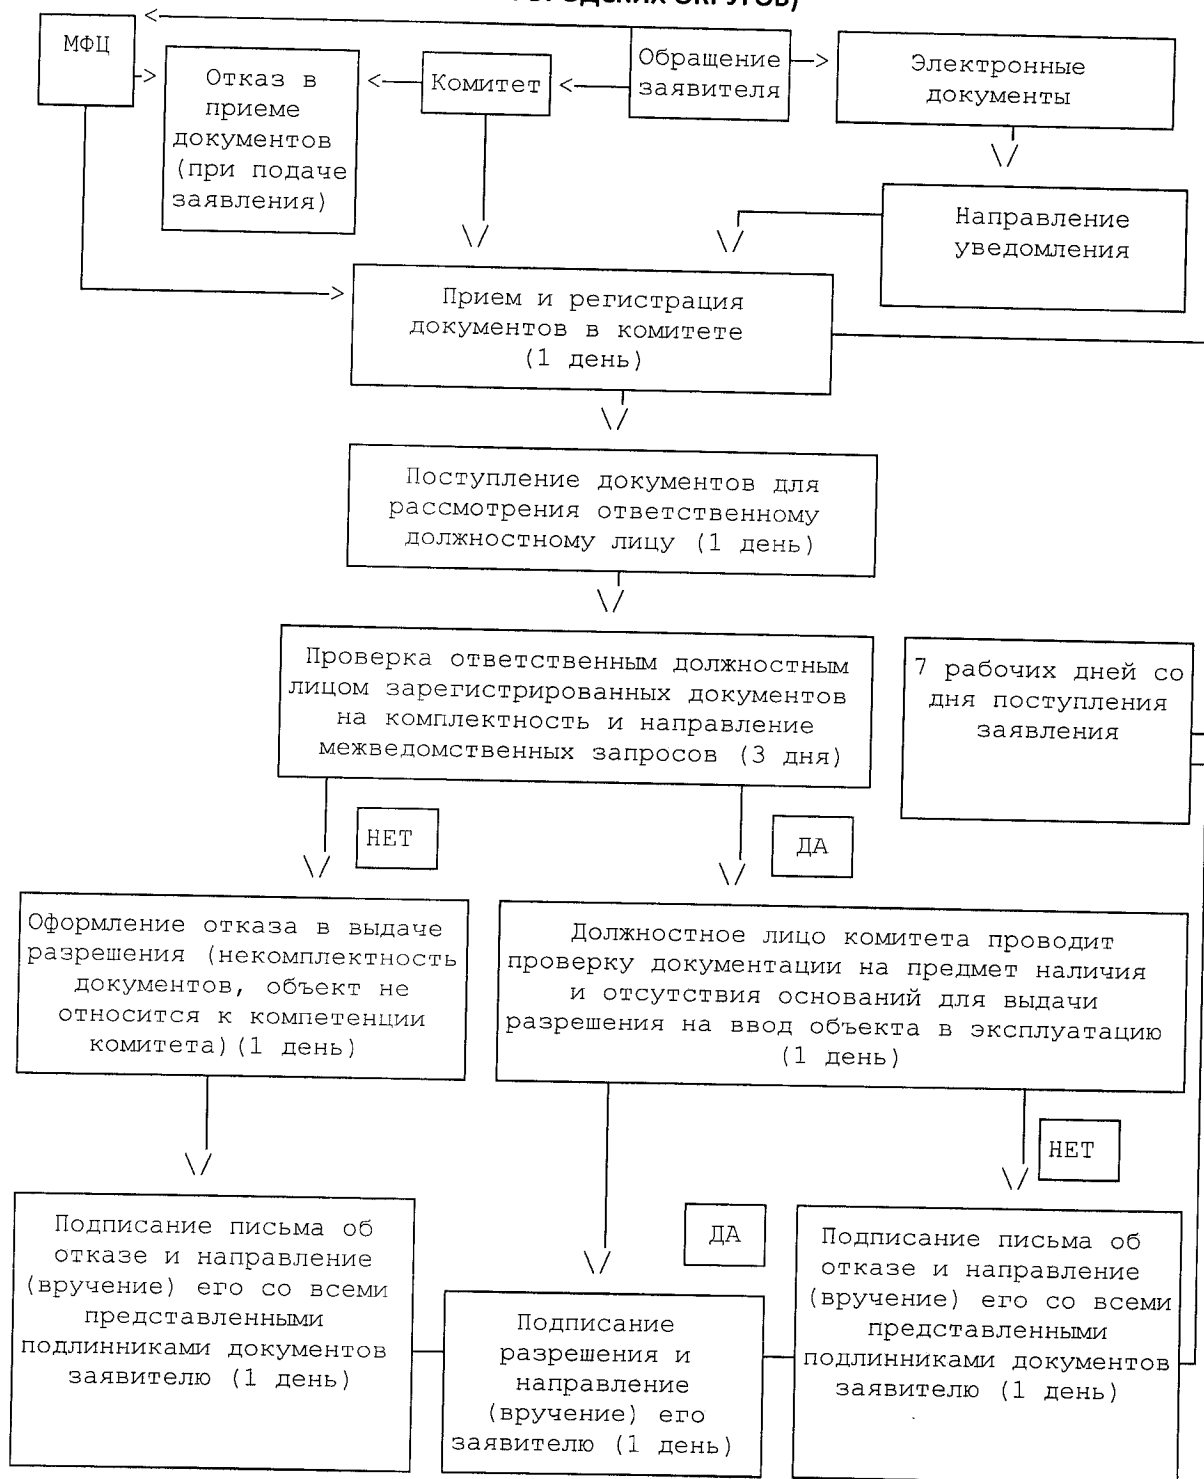 ГОРОДСКИХ ОКРУГОВ)
МФЦ
Отказ в
приеме
документов
(при подаче
заявления)
Комитет
Обращение
заявителя
Электронные
документы
Направление
уведомления
Прием и регистрация
документов в комитете
(1 день)
Поступление документов для
рассмотрения ответственному
должностному лицу (1 день)
Проверка ответственным должностным
лицом зарегистрированных документов
на комплектность и направление
межведомственных запросов (3 дня)
7 рабочих дней со
дня поступления
заявления
НЕТ
ДА
Оформление отказа в выдаче
разрешения (некомплектность
документов, объект не
относится к компетенции
комитета) (1 день)
Должностное лицо комитета проводит
проверку документации на предмет наличия
и отсутствия оснований для выдачи
разрешения на ввод объекта в эксплуатацию
(1 день)
НЕТ
ДА
Подписание письма об
отказе и направление
(вручение) его со всеми
представленными
подлинниками документов
заявителю (1 день)
Подписание
разрешения и
направление
(вручение) его
заявителю (1 день)
Подписание письма об
отказе и направление
(вручение) его со всеми
представленными
подлинниками документов
заявителю (1 день)